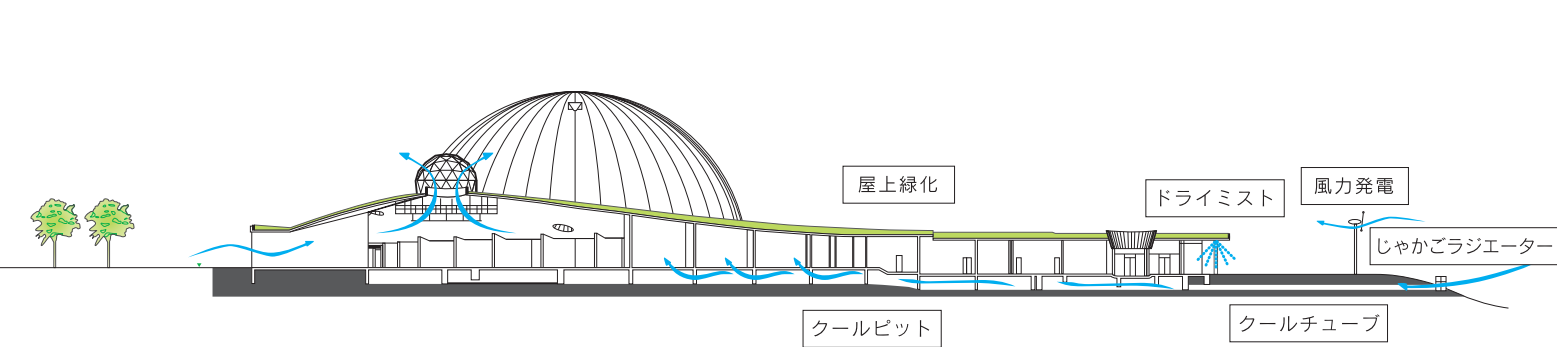 屋上緑化
ドライミスト
風力発電
じゃかごラジエーター
クールピット
クールチューブ